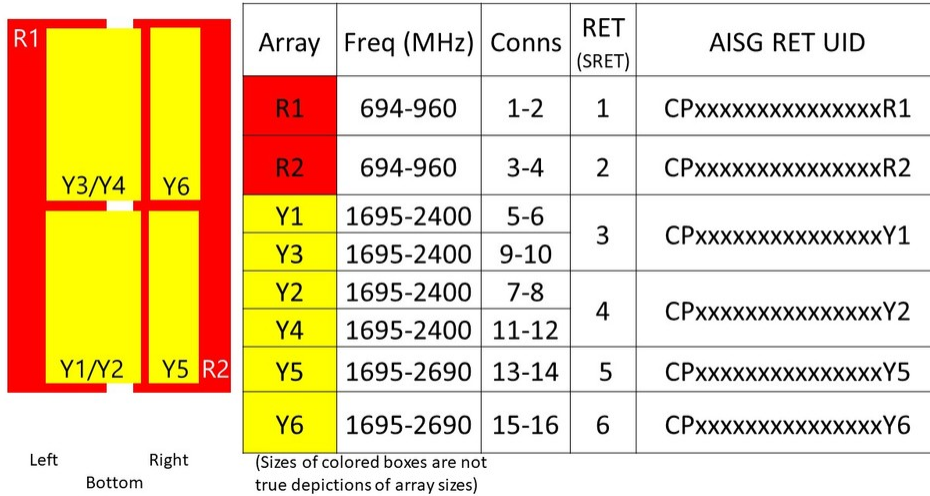 R1
Y3/Y4 Y6
Y1/Y2 Y5 R2
Left Right
Bottom
Array Freq (MHz) Conns RET (SRET) AISG RET UID
R1 694-960 1-2 1 CPxxxxxxxxxxxxxxxR1
R2 694-960 3-4 2 CPxxxxxxxxxxxxxxxR2
Y1 1695-2400 5-6 3 CPxxxxxxxxxxxxxxxY1
Y3 1695-2400 9-10
Y2 1695-2400 7-8 4 CPxxxxxxxxxxxxxxxY2
Y4 1695-2400 11-12
Y5 1695-2690 13-14 5 CPxxxxxxxxxxxxxxxY5
Y6 1695-2690 15-16 6 CPxxxxxxxxxxxxxxxY6
(Sizes of colored boxes are not
true depictions of array sizes)